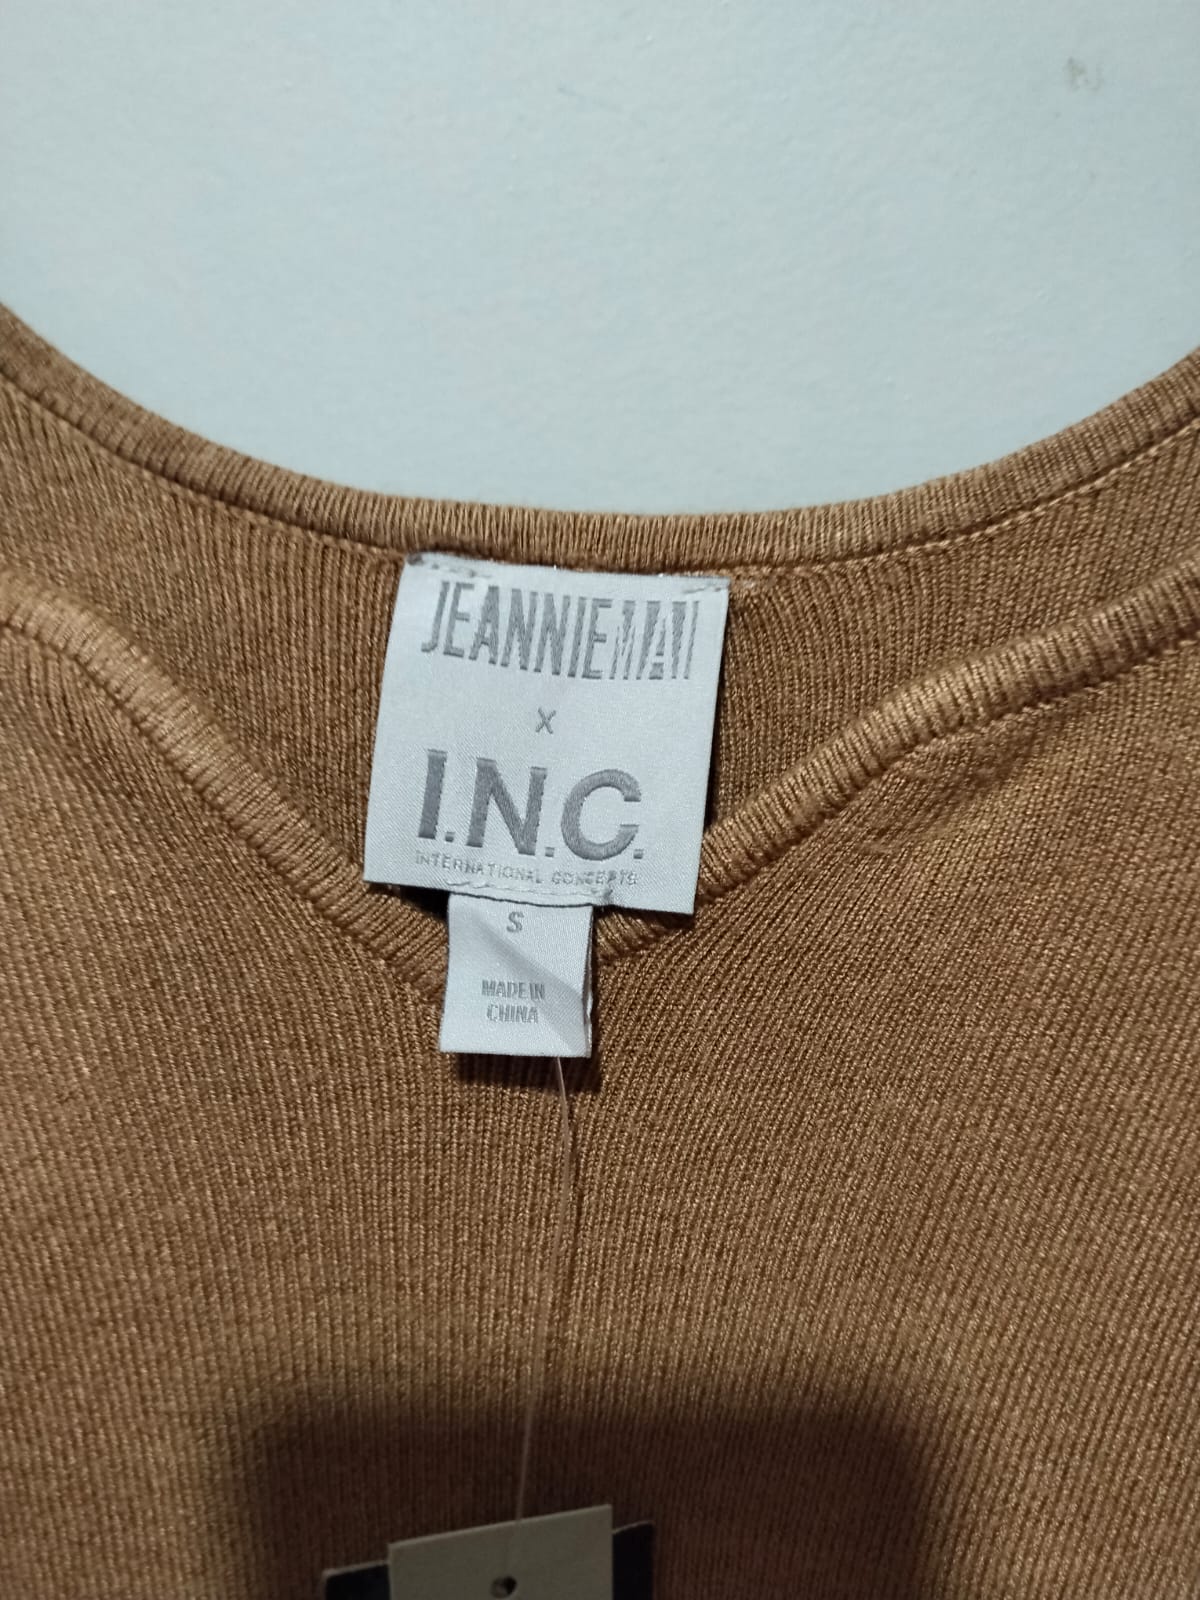 JEANNIEMAI
X
I.N.C.
INTERNATIONAL CONCEPTS
S
MADE IN
CHINA